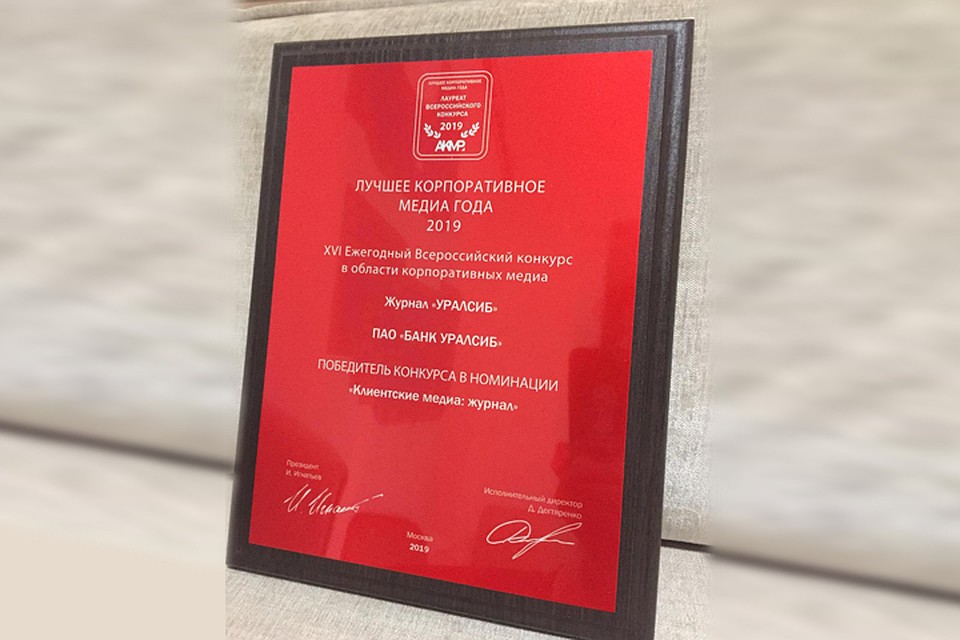 ЛУЧШЕЕ КОРПОРАТИВНОЕ
МЕДИА ГОДА
ЛАУРЕАТ
ВСЕРОССИЙСКОГО
КОНКУРСА
2019
АКМР.
ЛУЧШЕЕ КОРПОРАТИВНОЕ
МЕДИА ГОДА
2019
XVI Ежегодный Всероссийский конкурс
в области корпоративных медиа
Журнал «УРАЛСИБ»
ПАО «БАНК УРАЛСИБ»
ПОБЕДИТЕЛЬ КОНКУРСА В НОМИНАЦИИ
«Клиентские медиа: журнал»
Президент
И. Игнатьев
Исполнительный директор
Д. Дегтяренко
Москва
2019